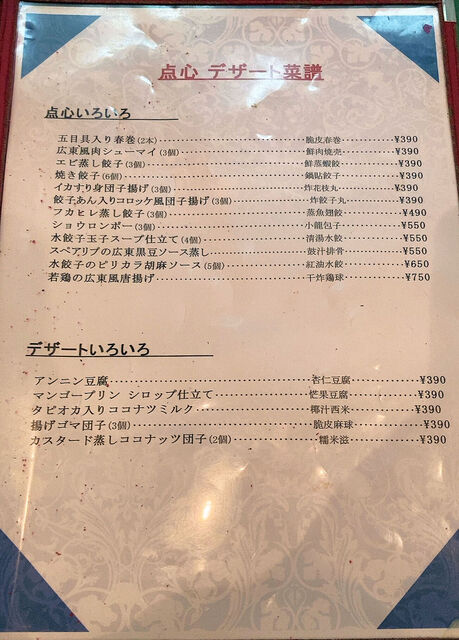 点心 デザート菜譜
点心いろいろ
五目具入り春巻(2本)‥‥‥‥‥‥‥‥‥‥脆皮春巻‥‥‥‥¥390
広東風肉シューマイ(3個)‥‥‥‥‥‥‥‥‥‥鮮肉焼売‥‥‥‥¥390
エビ蒸し餃子(3個)‥‥‥‥‥‥‥‥‥‥鮮蒸蝦餃‥‥‥‥¥390
焼き餃子(6個)‥‥‥‥‥‥‥‥‥‥鍋貼餃子‥‥‥‥¥390
イカすり身団子揚げ(3個)‥‥‥‥‥‥‥‥‥‥炸花枝丸‥‥‥‥¥390
餃子あん入りコロッケ風団子揚げ(3個)‥‥‥‥‥‥炸餃子丸‥‥‥‥¥390
フカヒレ蒸し餃子(3個)‥‥‥‥‥‥‥‥‥‥蒸魚翅餃‥‥‥‥¥490
ショウロンポー(3個)‥‥‥‥‥‥‥‥‥‥小籠包子‥‥‥‥¥550
水餃子玉子スープ仕立て(4個)‥‥‥‥‥‥‥‥清湯水餃‥‥‥‥¥550
スペアリブの広東黒豆ソース蒸し‥‥‥‥‥‥‥‥豉汁排骨‥‥‥‥¥550
水餃子のピリカラ胡麻ソース(5個)‥‥‥‥‥‥‥‥紅油水餃‥‥‥‥¥650
若鶏の広東風唐揚げ‥‥‥‥‥‥‥‥‥‥干炸鶏球‥‥‥‥¥750
デザートいろいろ
アンニン豆腐‥‥‥‥‥‥‥‥‥‥杏仁豆腐‥‥‥‥¥390
マンゴープリン シロップ仕立て‥‥‥‥‥‥‥‥芒果豆腐‥‥‥‥¥390
タピオカ入りココナツミルク‥‥‥‥‥‥‥‥椰汁西米‥‥‥‥¥390
揚げゴマ団子(3個)‥‥‥‥‥‥‥‥‥‥脆皮麻球‥‥‥‥¥390
カスタード蒸しココナッツ団子(2個)‥‥‥‥‥‥糯米滋‥‥‥‥¥390